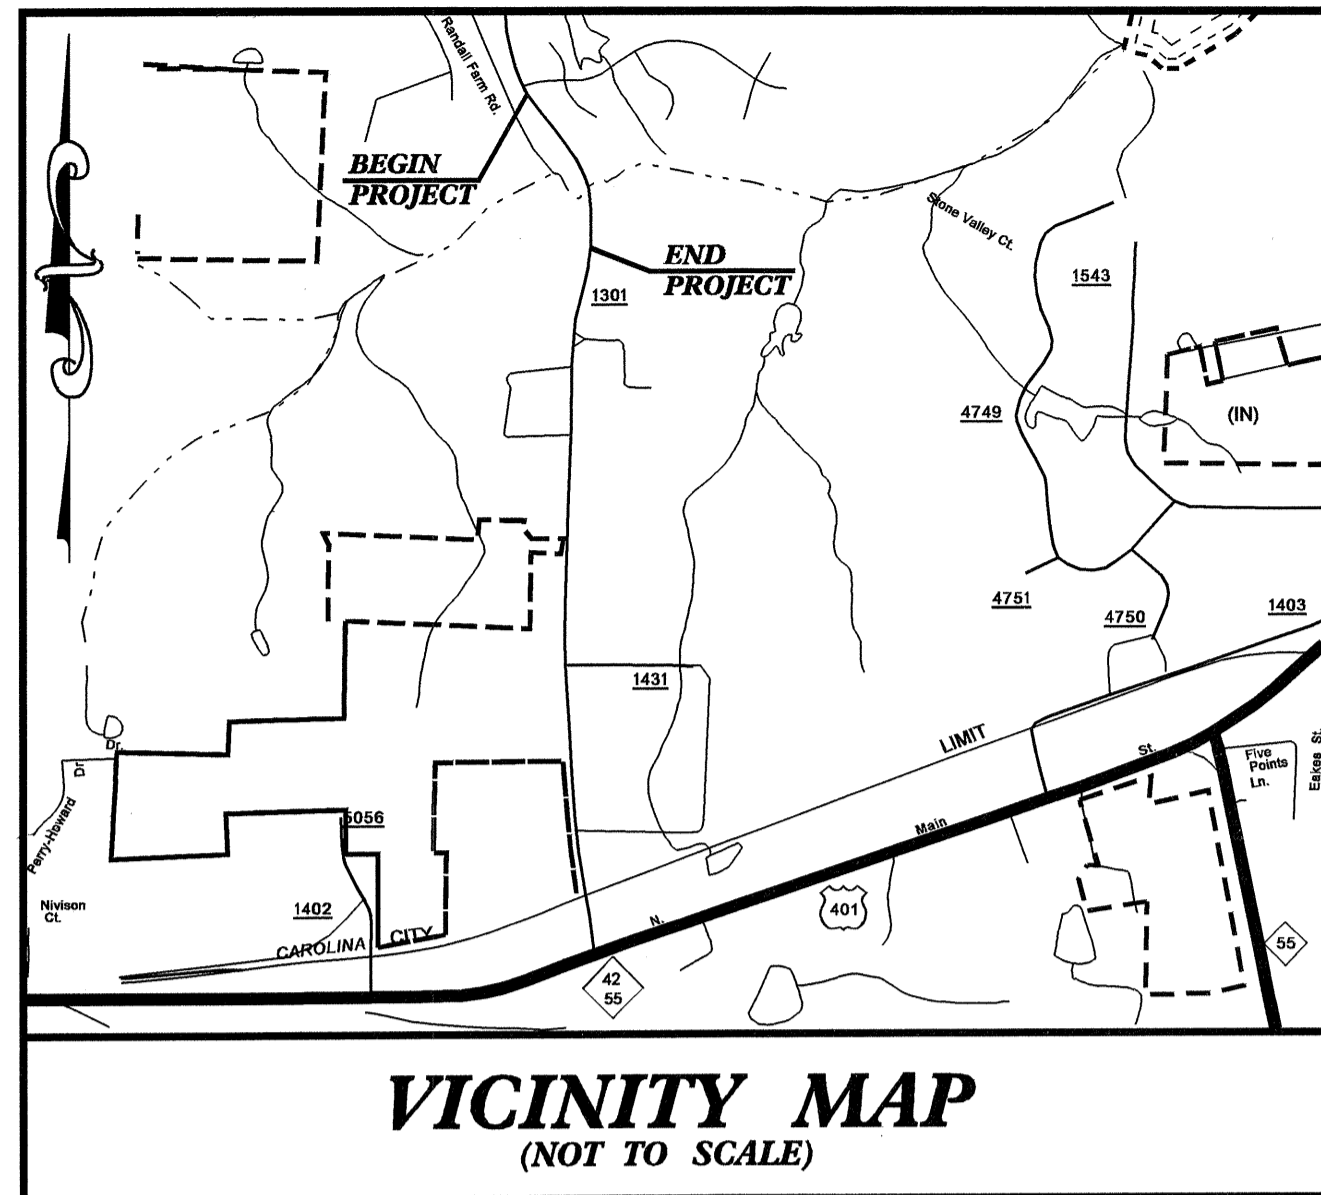 Randall Farm Rd.
BEGIN
PROJECT
Stone Valley Ct.
END
PROJECT
1301
1543
4749
(IN)
4751
4750
1403
1431
LIMIT
Dr.
Dr.
St.
Five
Points
Ln.
Eakes St.
Perry-Howard
5056
Main
Nivison
Ct.
1402
401
N.
CAROLINA
CITY
55
42
55
VICINITY MAP
(NOT TO SCALE)